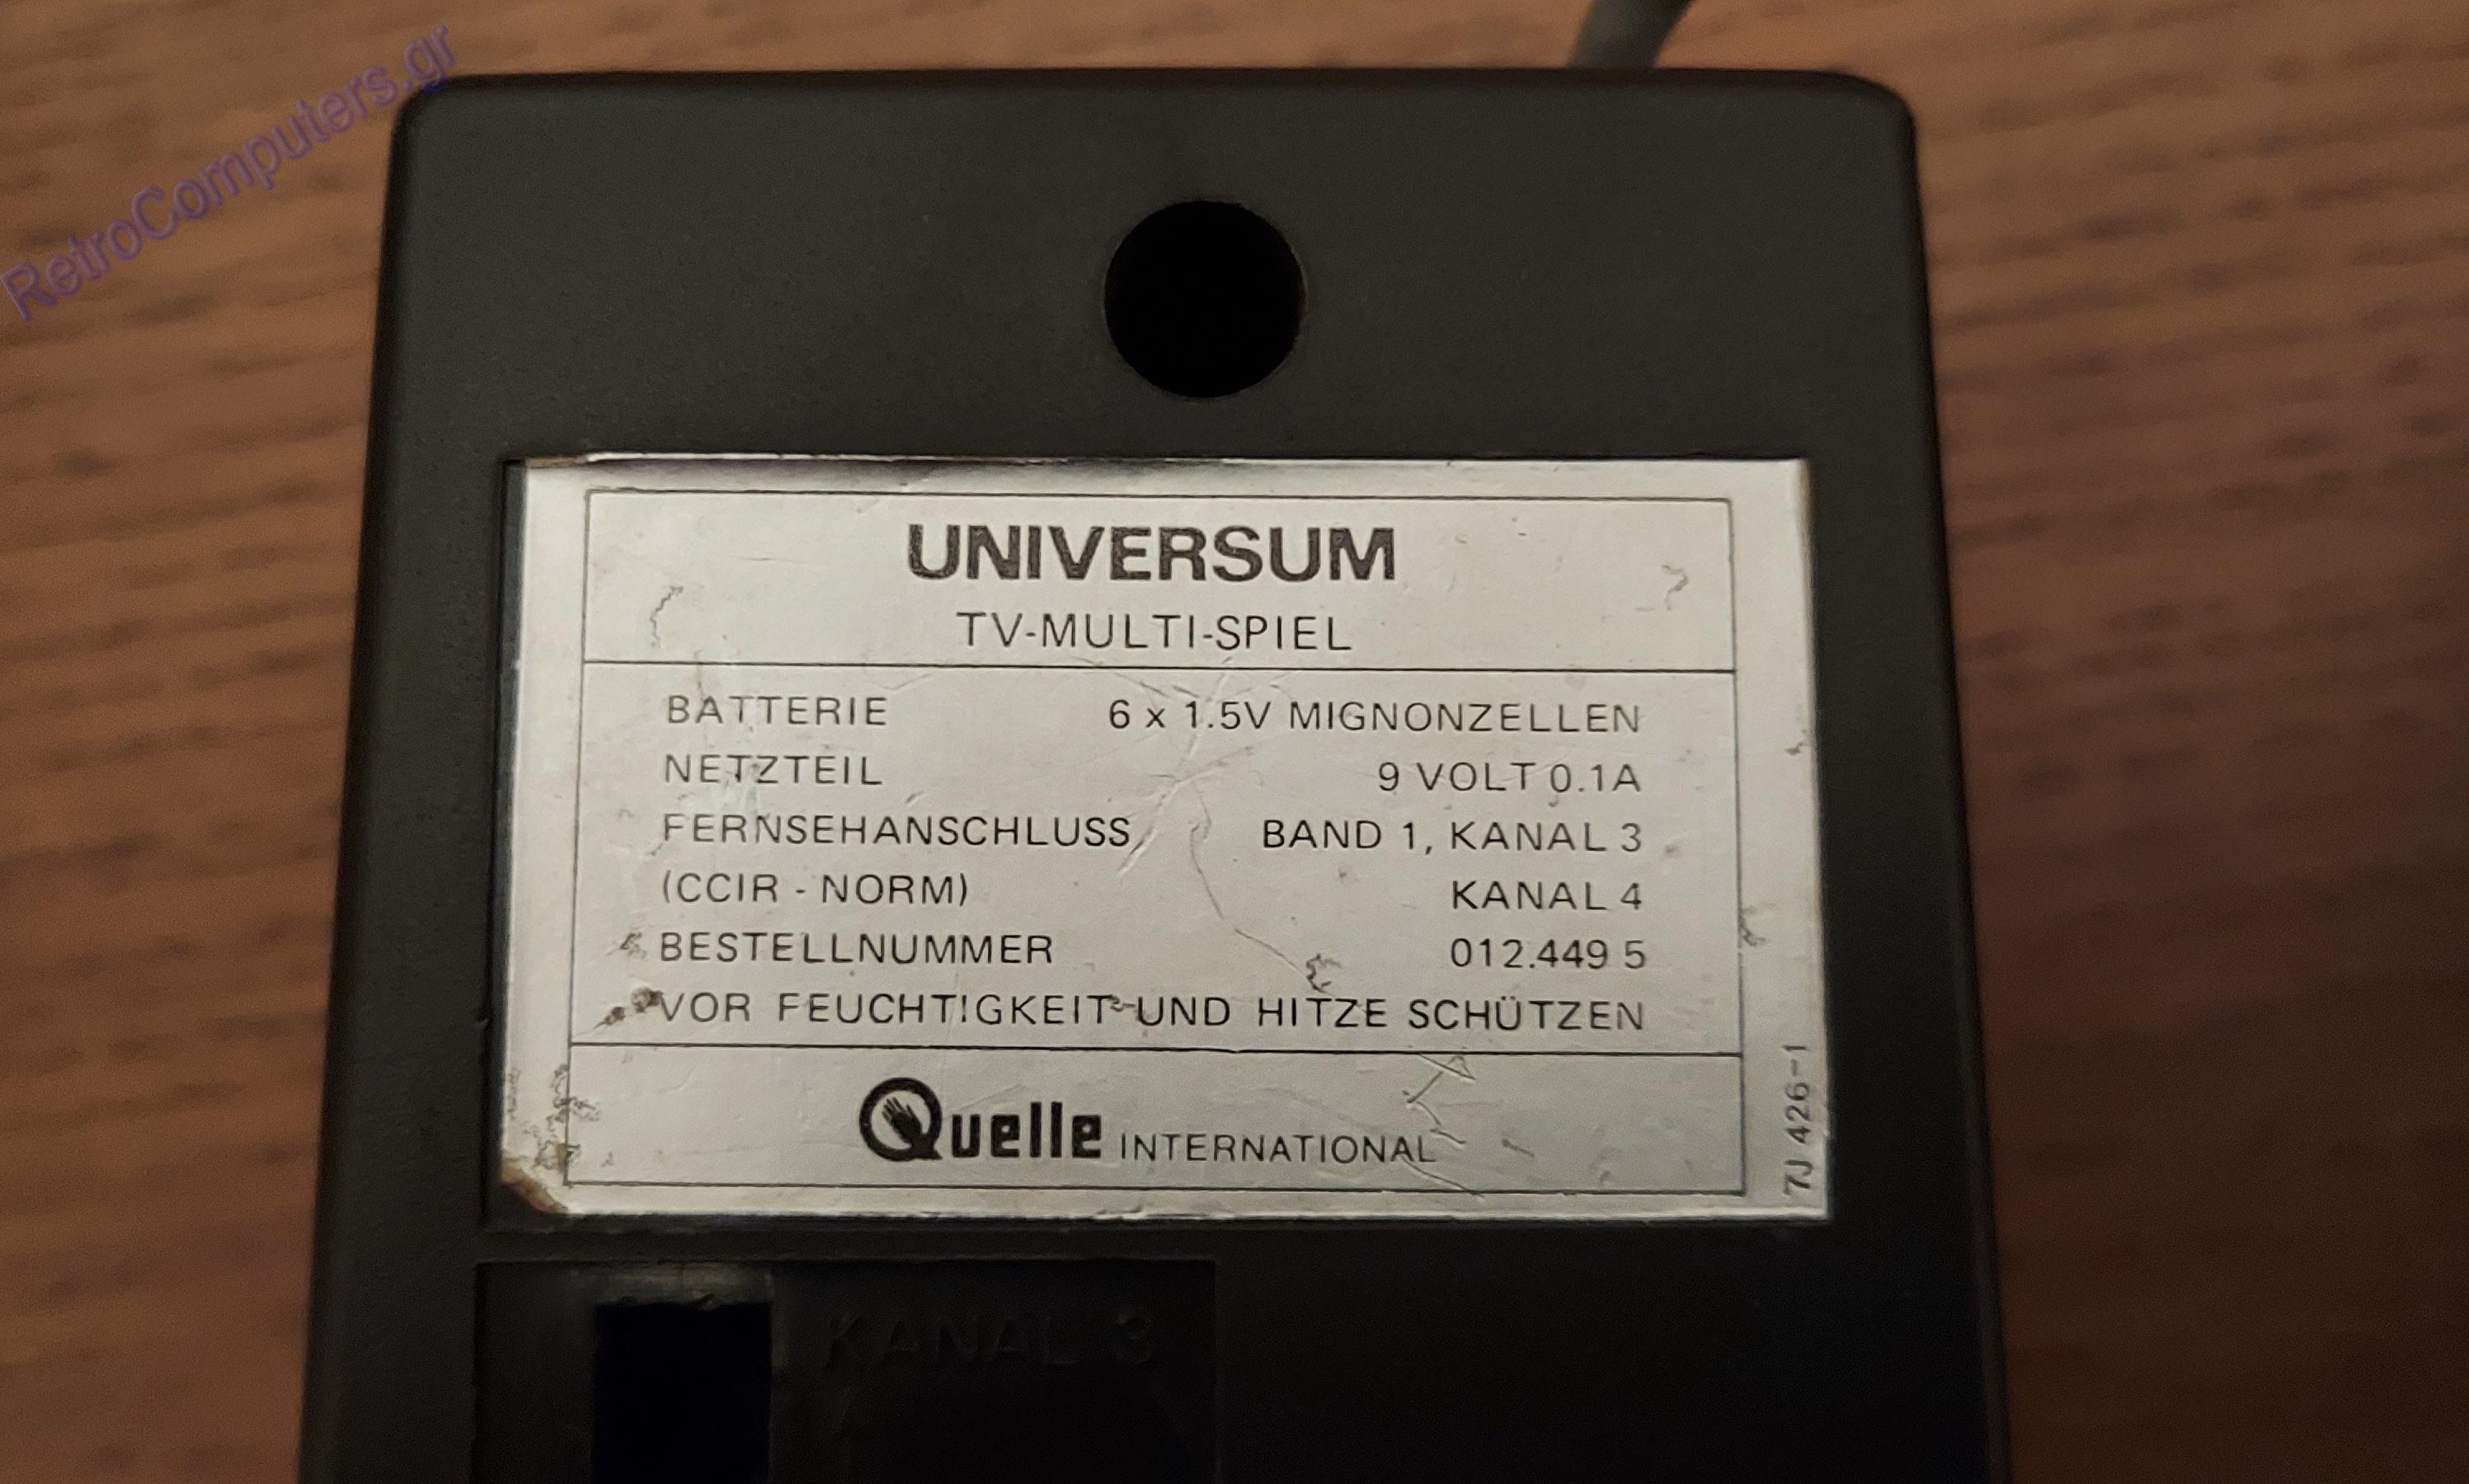 RetroComputers.gr
UNIVERSUM
TV-MULTI-SPIEL
BATTERIE 6 x 1.5V MIGNONZELLEN
NETZTEIL 9 VOLT 0.1A
FERNSEHANSCHLUSS BAND 1, KANAL 3
(CCIR - NORM) KANAL 4
BESTELLNUMMER 012.449 5
VOR FEUCHTIGKEIT UND HITZE SCHÜTZEN
Quelle INTERNATIONAL
7J 426-1
KANAL 3